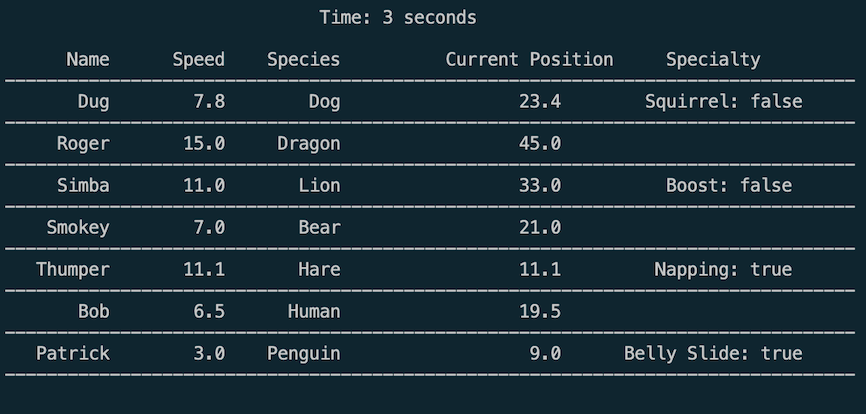 Time: 3 seconds
Name Speed Species Current Position Specialty
Dug 7.8 Dog 23.4 Squirrel: false
Roger 15.0 Dragon 45.0
Simba 11.0 Lion 33.0 Boost: false
Smokey 7.0 Bear 21.0
Thumper 11.1 Hare 11.1 Napping: true
Bob 6.5 Human 19.5
Patrick 3.0 Penguin 9.0 Belly Slide: true